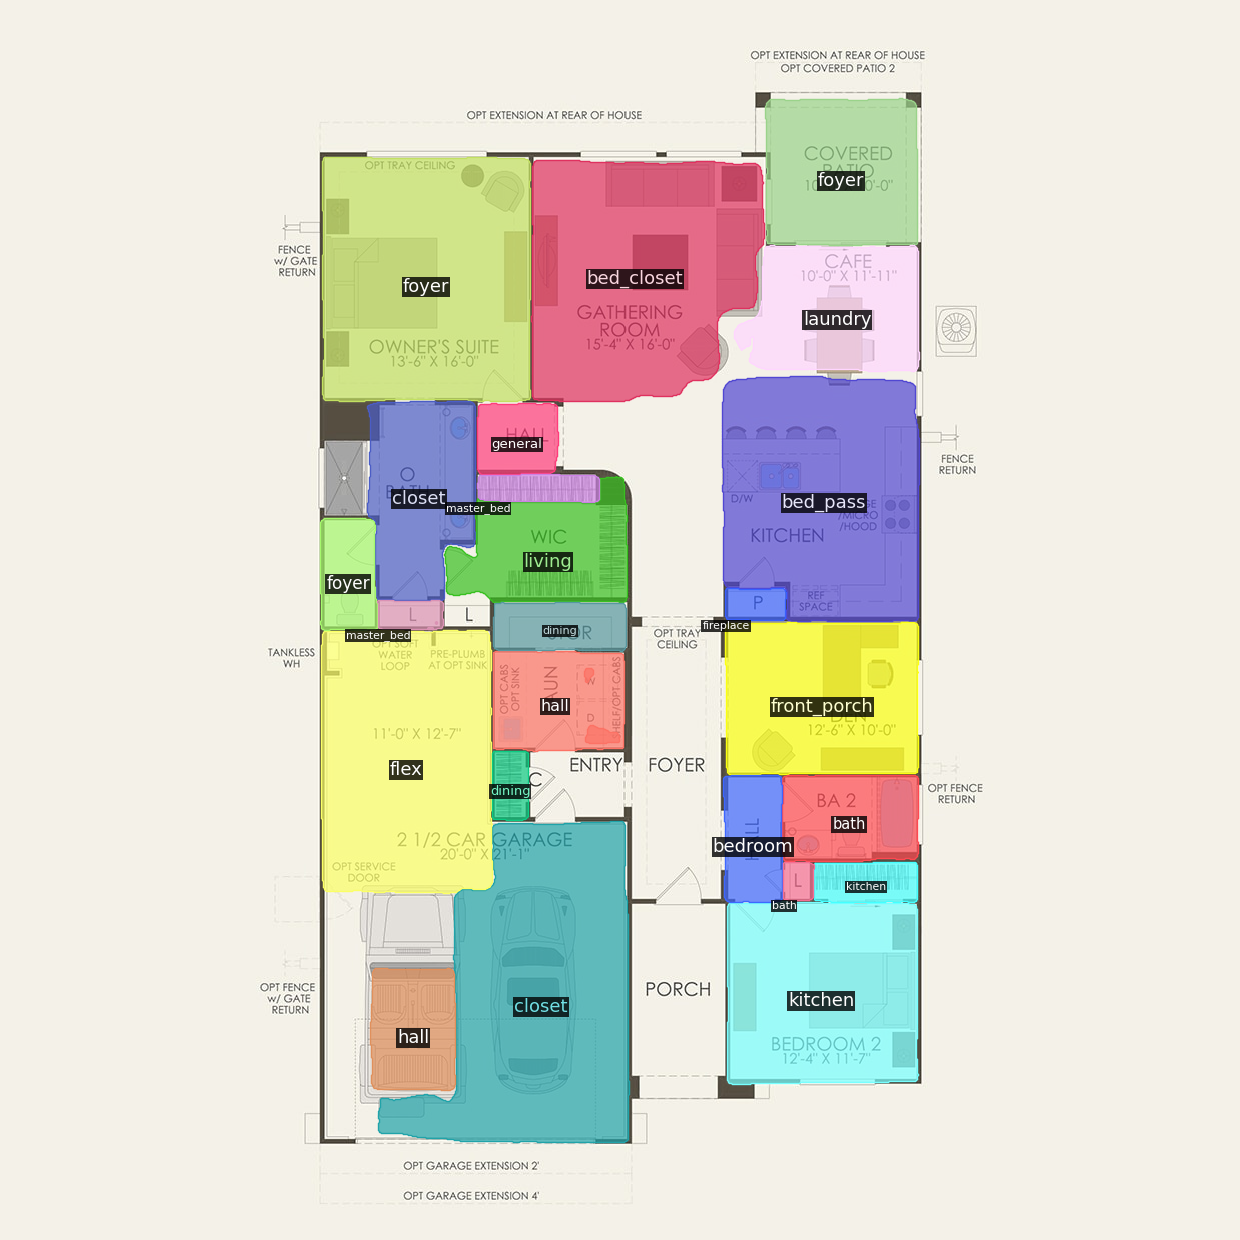 OPT EXTENSION AT REAR OF HOUSE
OPT COVERED PATIO 2
OPT EXTENSION AT REAR OF HOUSE
COVERED
PATIO
foyer
OPT TRAY CEILING
FENCE
w/ GATE
RETURN
foyer
OWNER'S SUITE
13'-6" X 16'-0"
bed_closet
GATHERING
ROOM
15'-4" X 16'-0"
CAFE
10'-0" X 11'-11"
laundry
HALL
general
O
BATH
closet
master_bed
WIC
living
bed_pass
D/W
/MICRO
/HOOD
KITCHEN
FENCE
RETURN
foyer
L
L
P
REF
SPACE
master_bed
dining
STOR
fireplace
OPT TRAY
CEILING
TANKLESS
WH
OPT SOFT
WATER
LOOP
PRE-PLUMB
AT OPT SINK
OPT CABS
OPT SINK
LAUN
hall
W
D
SHELF/OPT CABS
front_porch
DEN
12'-6" X 10'-0"
11'-0" X 12'-7"
flex
dining
C
ENTRY
FOYER
OPT FENCE
RETURN
BA 2
bath
HALL
bedroom
2 1/2 CAR GARAGE
20'-0" X 21'-1"
OPT SERVICE
DOOR
L
kitchen
bath
OPT FENCE
w/ GATE
RETURN
hall
closet
PORCH
kitchen
BEDROOM 2
12'-4" X 11'-7"
OPT GARAGE EXTENSION 2'
OPT GARAGE EXTENSION 4'